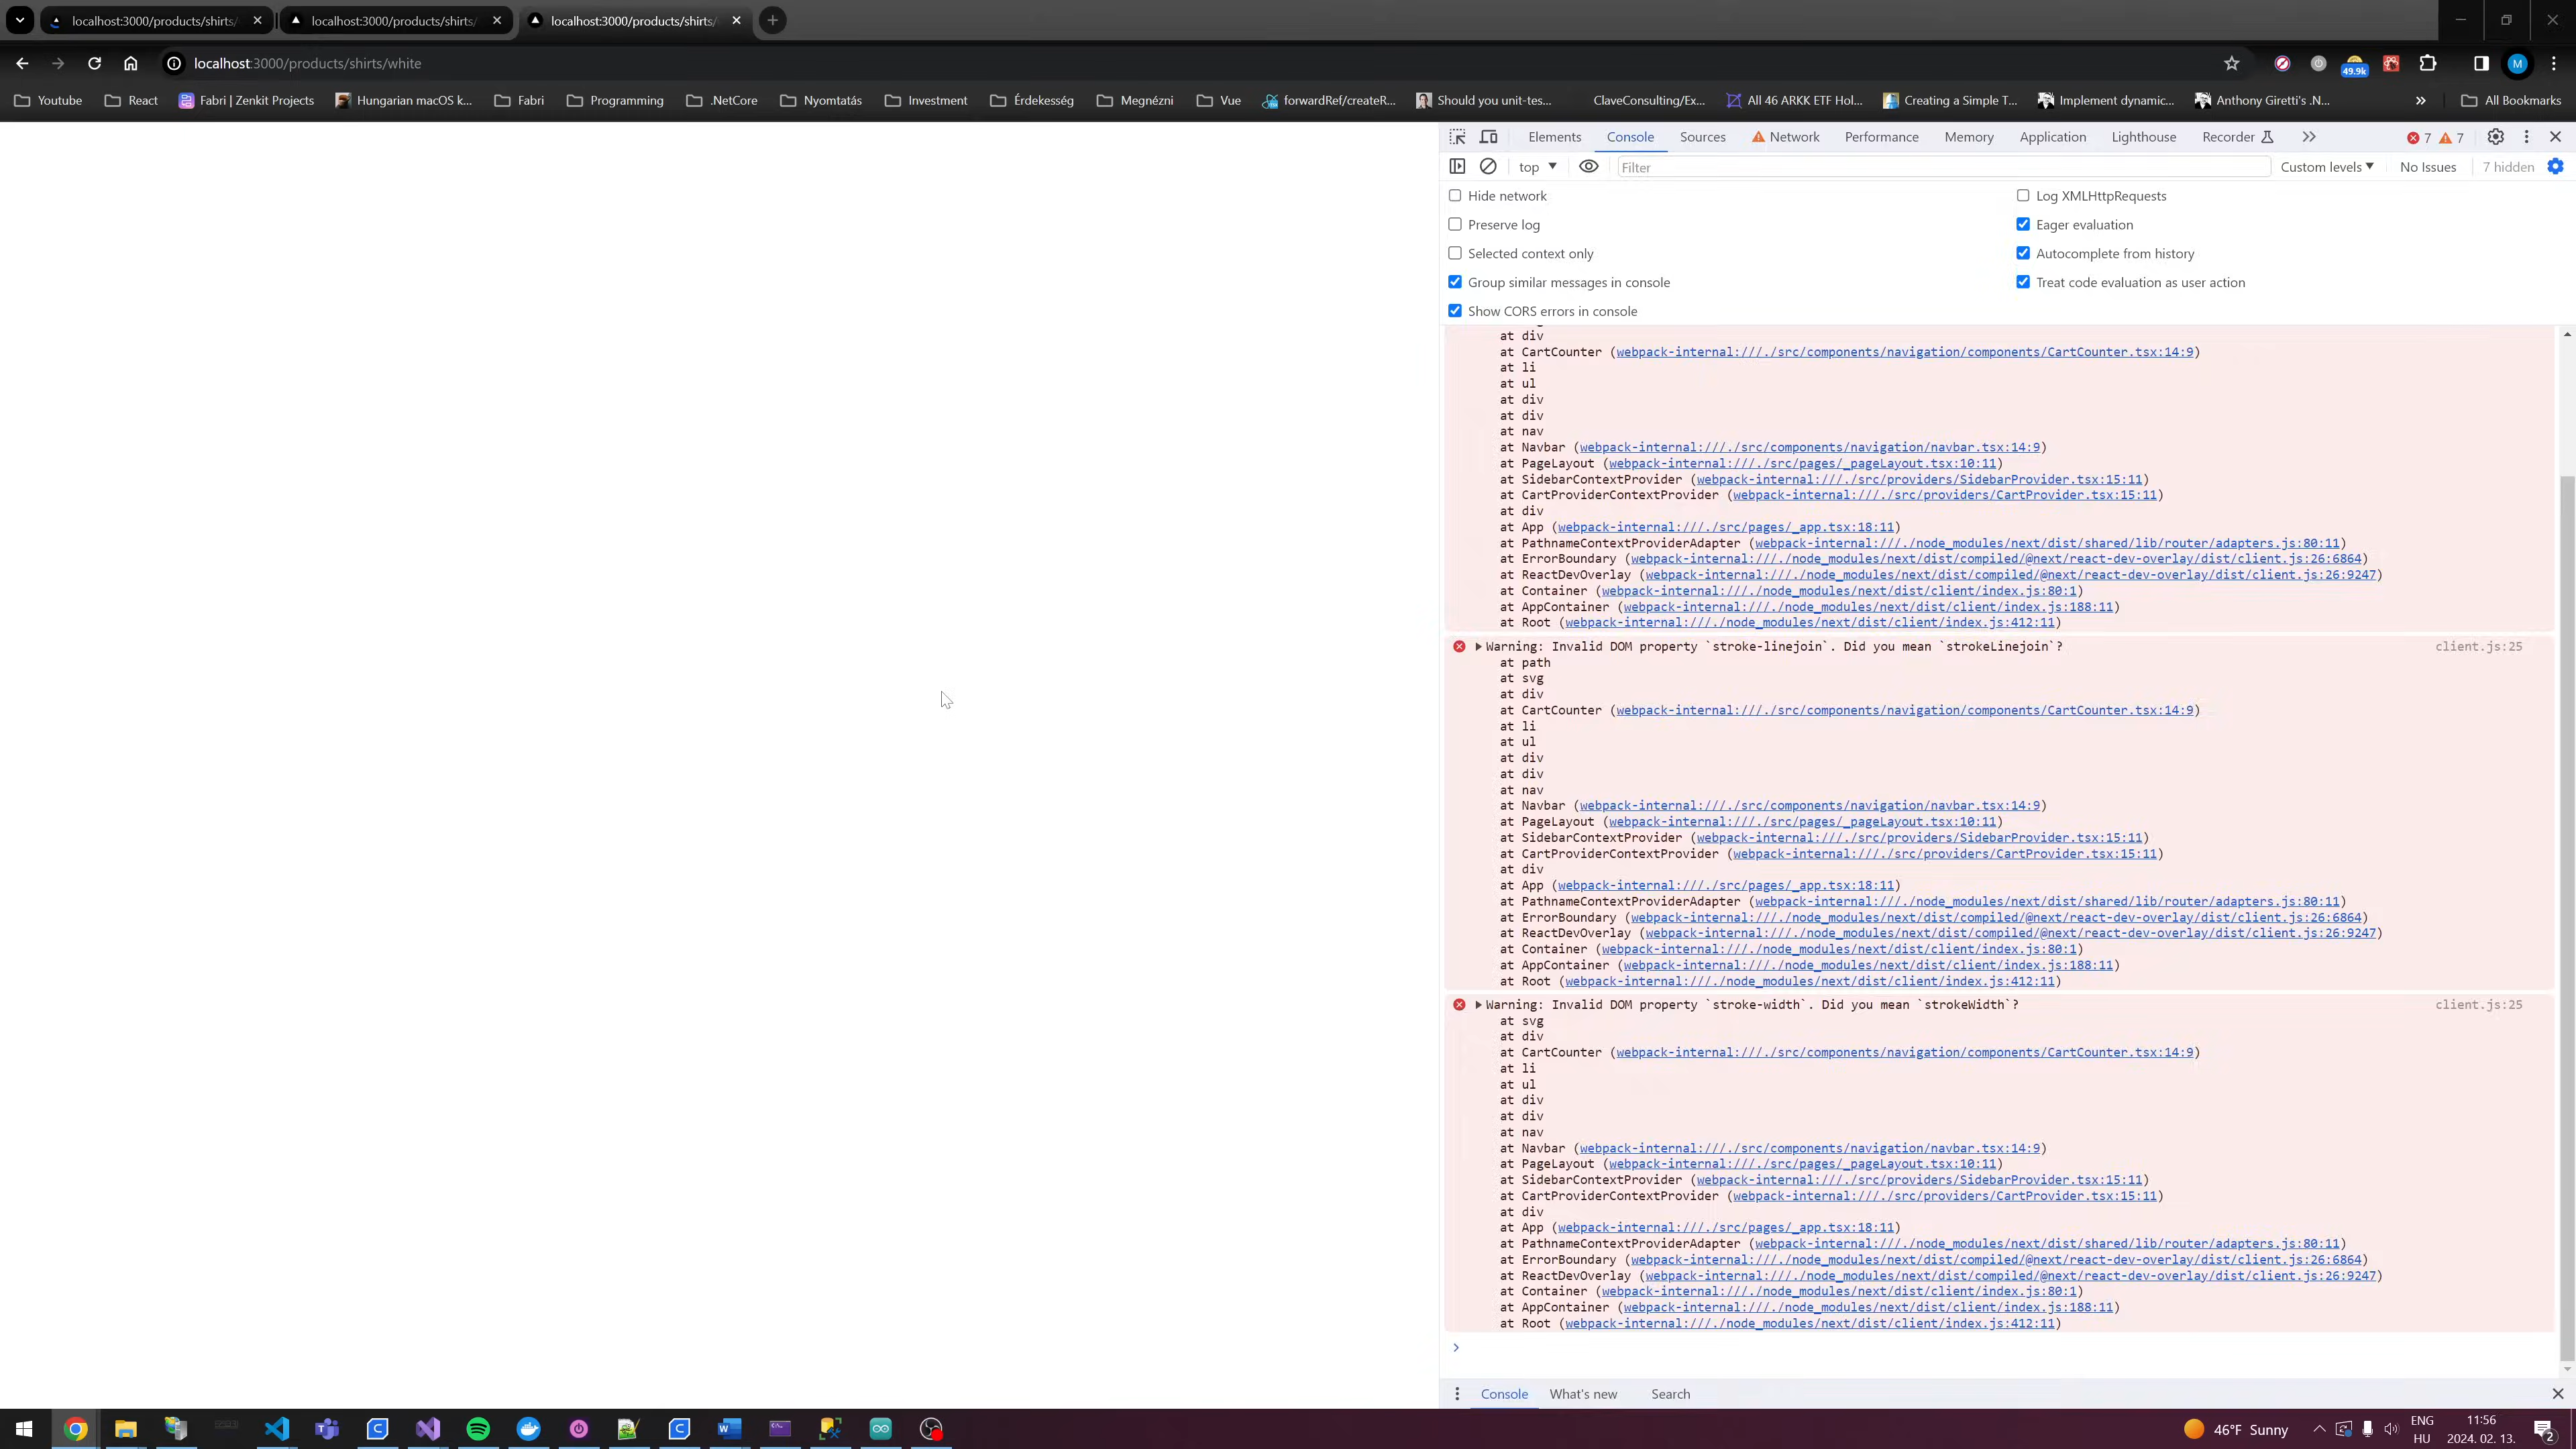 localhost:3000/products/shirts/
localhost:3000/products/shirts/
localhost:3000/products/shirts/
localhost:3000/products/shirts/white
49.9k
M
Youtube
React
Fabri | Zenkit Projects
Hungarian macOS k...
Fabri
Programming
.NetCore
Nyomtatás
Investment
Érdekesség
Megnézni
Vue
forwardRef/createR...
Should you unit-tes...
ClaveConsulting/Ex...
All 46 ARKK ETF Hol...
Creating a Simple T...
Implement dynamic...
Anthony Giretti's .N...
All Bookmarks
Elements
Console
Sources
Network
Performance
Memory
Application
Lighthouse
Recorder
7
7
top
Filter
Custom levels
No Issues
7 hidden
Hide network
Log XMLHttpRequests
Preserve log
Eager evaluation
Selected context only
Autocomplete from history
Group similar messages in console
Treat code evaluation as user action
Show CORS errors in console
at div
at CartCounter (webpack-internal:///./src/components/navigation/components/CartCounter.tsx:14:9)
at li
at ul
at div
at div
at nav
at Navbar (webpack-internal:///./src/components/navigation/navbar.tsx:14:9)
at PageLayout (webpack-internal:///./src/pages/_pageLayout.tsx:10:11)
at SidebarContextProvider (webpack-internal:///./src/providers/SidebarProvider.tsx:15:11)
at CartProviderContextProvider (webpack-internal:///./src/providers/CartProvider.tsx:15:11)
at div
at App (webpack-internal:///./src/pages/_app.tsx:18:11)
at PathnameContextProviderAdapter (webpack-internal:///./node_modules/next/dist/shared/lib/router/adapters.js:80:11)
at ErrorBoundary (webpack-internal:///./node_modules/next/dist/compiled/@next/react-dev-overlay/dist/client.js:26:6864)
at ReactDevOverlay (webpack-internal:///./node_modules/next/dist/compiled/@next/react-dev-overlay/dist/client.js:26:9247)
at Container (webpack-internal:///./node_modules/next/dist/client/index.js:80:1)
at AppContainer (webpack-internal:///./node_modules/next/dist/client/index.js:188:11)
at Root (webpack-internal:///./node_modules/next/dist/client/index.js:412:11)
Warning: Invalid DOM property `stroke-linejoin`. Did you mean `strokeLinejoin`? client.js:25
at path
at svg
at div
at CartCounter (webpack-internal:///./src/components/navigation/components/CartCounter.tsx:14:9)
at li
at ul
at div
at div
at nav
at Navbar (webpack-internal:///./src/components/navigation/navbar.tsx:14:9)
at PageLayout (webpack-internal:///./src/pages/_pageLayout.tsx:10:11)
at SidebarContextProvider (webpack-internal:///./src/providers/SidebarProvider.tsx:15:11)
at CartProviderContextProvider (webpack-internal:///./src/providers/CartProvider.tsx:15:11)
at div
at App (webpack-internal:///./src/pages/_app.tsx:18:11)
at PathnameContextProviderAdapter (webpack-internal:///./node_modules/next/dist/shared/lib/router/adapters.js:80:11)
at ErrorBoundary (webpack-internal:///./node_modules/next/dist/compiled/@next/react-dev-overlay/dist/client.js:26:6864)
at ReactDevOverlay (webpack-internal:///./node_modules/next/dist/compiled/@next/react-dev-overlay/dist/client.js:26:9247)
at Container (webpack-internal:///./node_modules/next/dist/client/index.js:80:1)
at AppContainer (webpack-internal:///./node_modules/next/dist/client/index.js:188:11)
at Root (webpack-internal:///./node_modules/next/dist/client/index.js:412:11)
Warning: Invalid DOM property `stroke-width`. Did you mean `strokeWidth`? client.js:25
at svg
at div
at CartCounter (webpack-internal:///./src/components/navigation/components/CartCounter.tsx:14:9)
at li
at ul
at div
at div
at nav
at Navbar (webpack-internal:///./src/components/navigation/navbar.tsx:14:9)
at PageLayout (webpack-internal:///./src/pages/_pageLayout.tsx:10:11)
at SidebarContextProvider (webpack-internal:///./src/providers/SidebarProvider.tsx:15:11)
at CartProviderContextProvider (webpack-internal:///./src/providers/CartProvider.tsx:15:11)
at div
at App (webpack-internal:///./src/pages/_app.tsx:18:11)
at PathnameContextProviderAdapter (webpack-internal:///./node_modules/next/dist/shared/lib/router/adapters.js:80:11)
at ErrorBoundary (webpack-internal:///./node_modules/next/dist/compiled/@next/react-dev-overlay/dist/client.js:26:6864)
at ReactDevOverlay (webpack-internal:///./node_modules/next/dist/compiled/@next/react-dev-overlay/dist/client.js:26:9247)
at Container (webpack-internal:///./node_modules/next/dist/client/index.js:80:1)
at AppContainer (webpack-internal:///./node_modules/next/dist/client/index.js:188:11)
at Root (webpack-internal:///./node_modules/next/dist/client/index.js:412:11)
Console
What's new
Search
46°F Sunny
ENG
HU
11:56
2024. 02. 13.
2